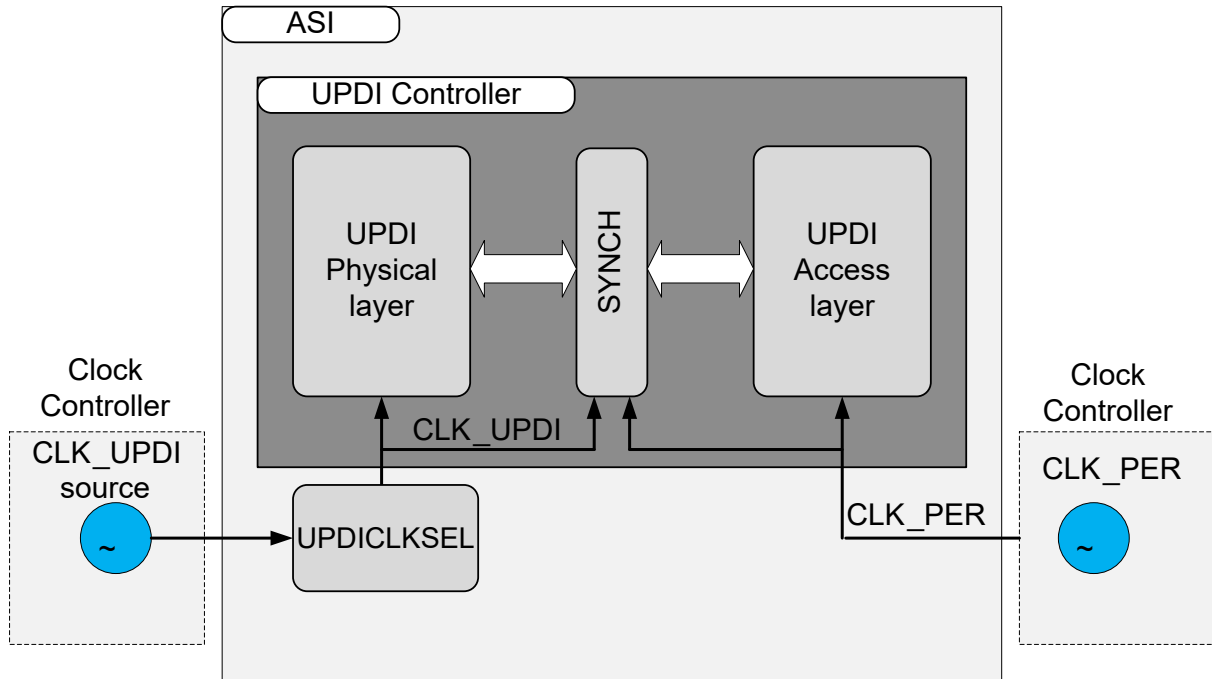 ASI
UPDI Controller
UPDI
Physical
layer
SYNCH
UPDI
Access
layer
Clock
Controller
CLK_UPDI
source
~
CLK_UPDI
UPDICLKSEL
CLK_PER
Clock
Controller
CLK_PER
~